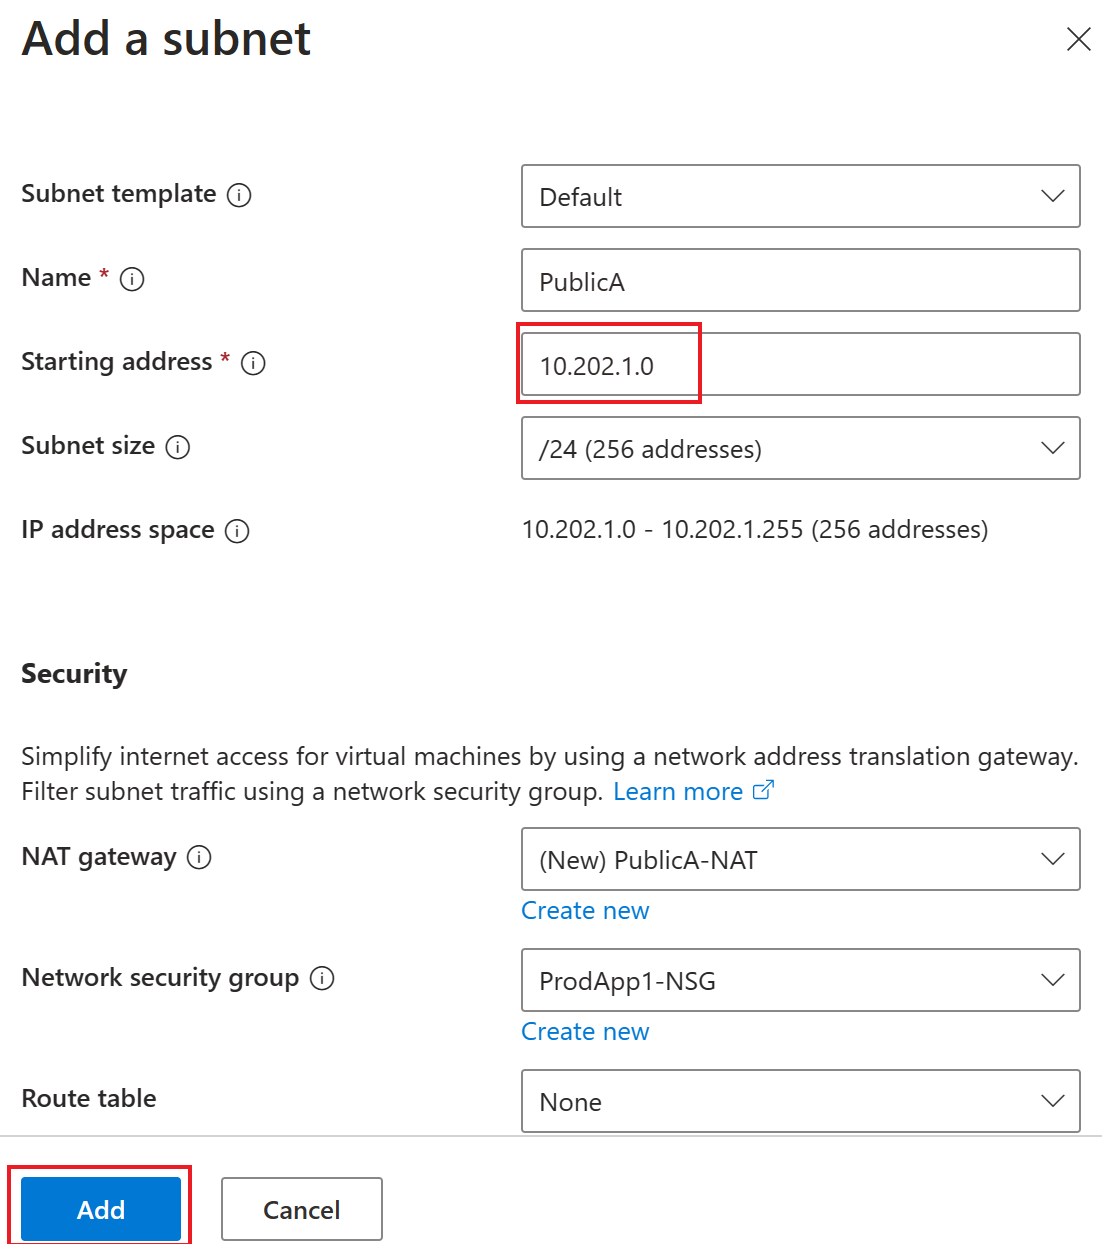 Add a subnet
Subnet template
Default
Name *
PublicA
Starting address *
10.202.1.0
Subnet size
/24 (256 addresses)
IP address space
10.202.1.0 - 10.202.1.255 (256 addresses)
Security
Simplify internet access for virtual machines by using a network address translation gateway.
Filter subnet traffic using a network security group. Learn more
NAT gateway
(New) PublicA-NAT
Create new
Network security group
ProdApp1-NSG
Create new
Route table
None
Add
Cancel